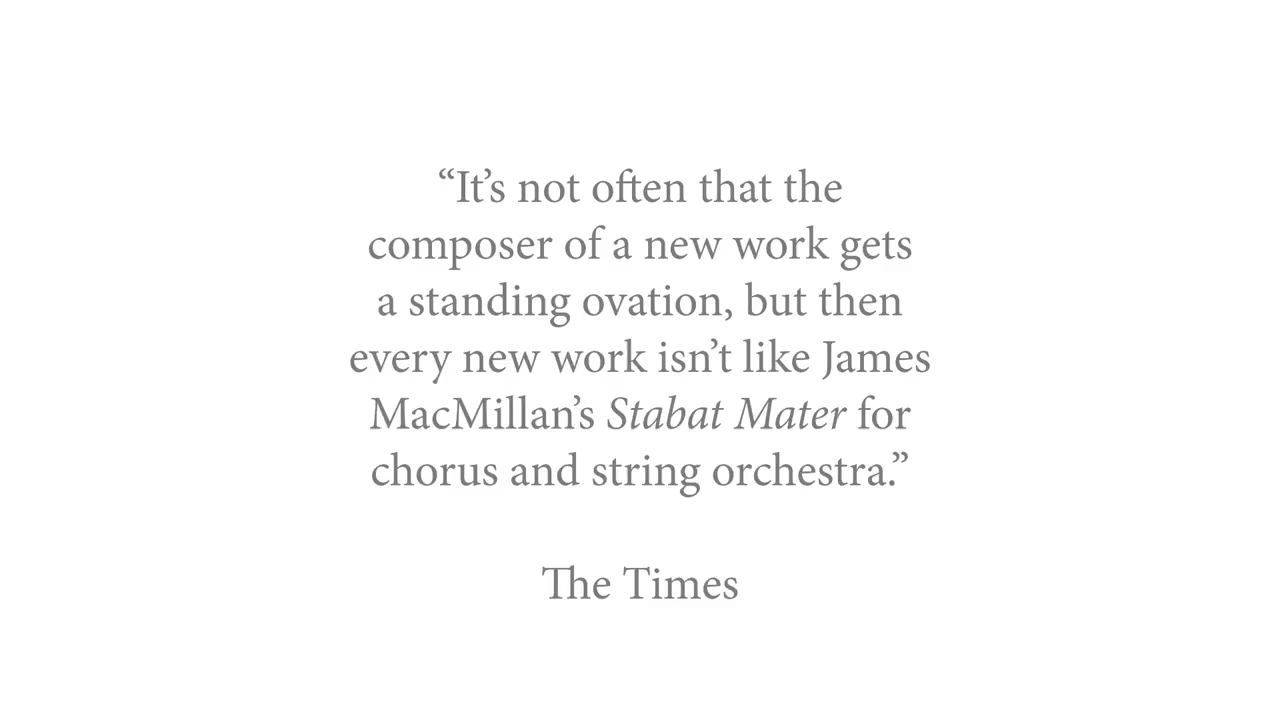 “It’s not often that the
composer of a new work gets
a standing ovation, but then
every new work isn’t like James
MacMillan’s Stabat Mater for
chorus and string orchestra.”
The Times